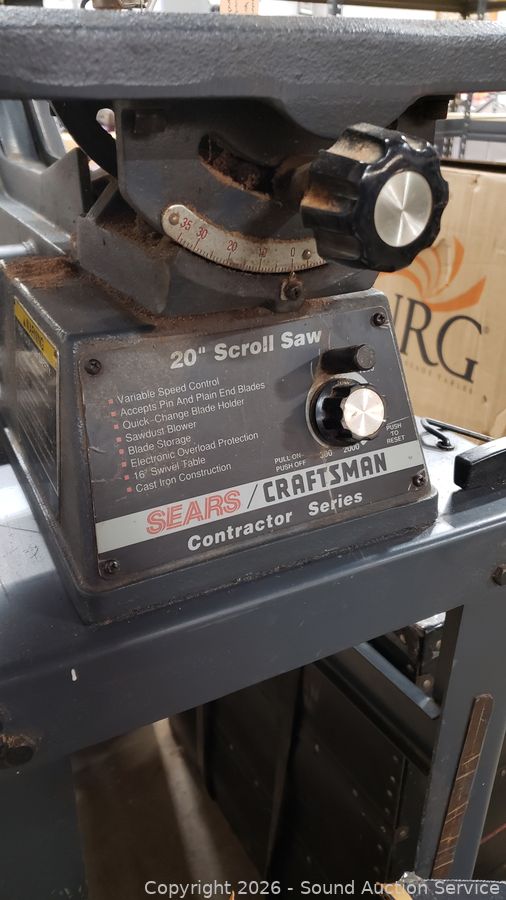 35 30 20 10 0
20" Scroll Saw
Variable Speed Control
Accepts Pin And Plain End Blades
Quick-Change Blade Holder
Sawdust Blower
Blade Storage
Electronic Overload Protection
16" Swivel Table
Cast Iron Construction
PULL ON
PUSH OFF
300 2000
PUSH
TO
RESET
SEARS / CRAFTSMAN
Contractor Series
URG
Copyright 2026 - Sound Auction Service